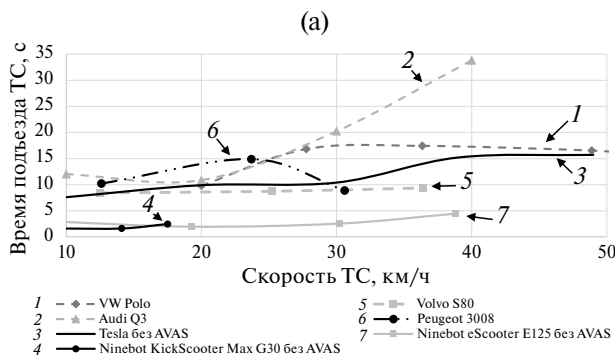 (а)
Время подъезда ТС, с
35
30
25
20
15
10
5
0
10
20
30
40
50
Скорость ТС, км/ч
1
2
3
4
5
6
7
1 VW Polo
2 Audi Q3
3 Tesla без AVAS
4 Ninebot KickScooter Max G30 без AVAS
5 Volvo S80
6 Peugeot 3008
7 Ninebot eScooter E125 без AVAS